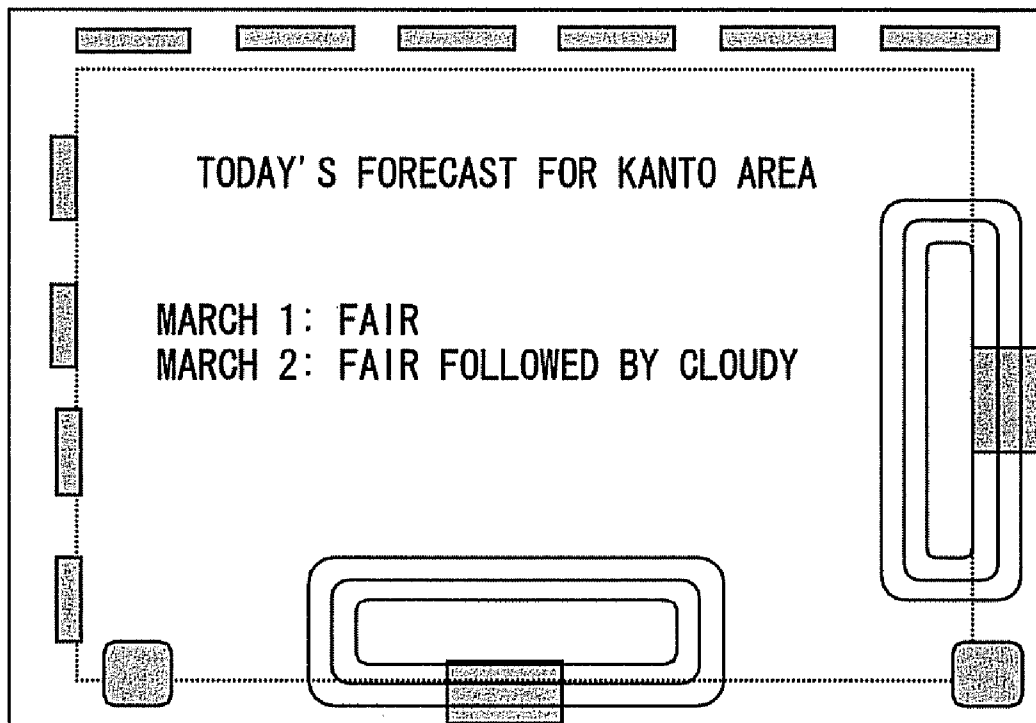 TODAY'S FORECAST FOR KANTO AREA
MARCH 1: FAIR
MARCH 2: FAIR FOLLOWED BY CLOUDY